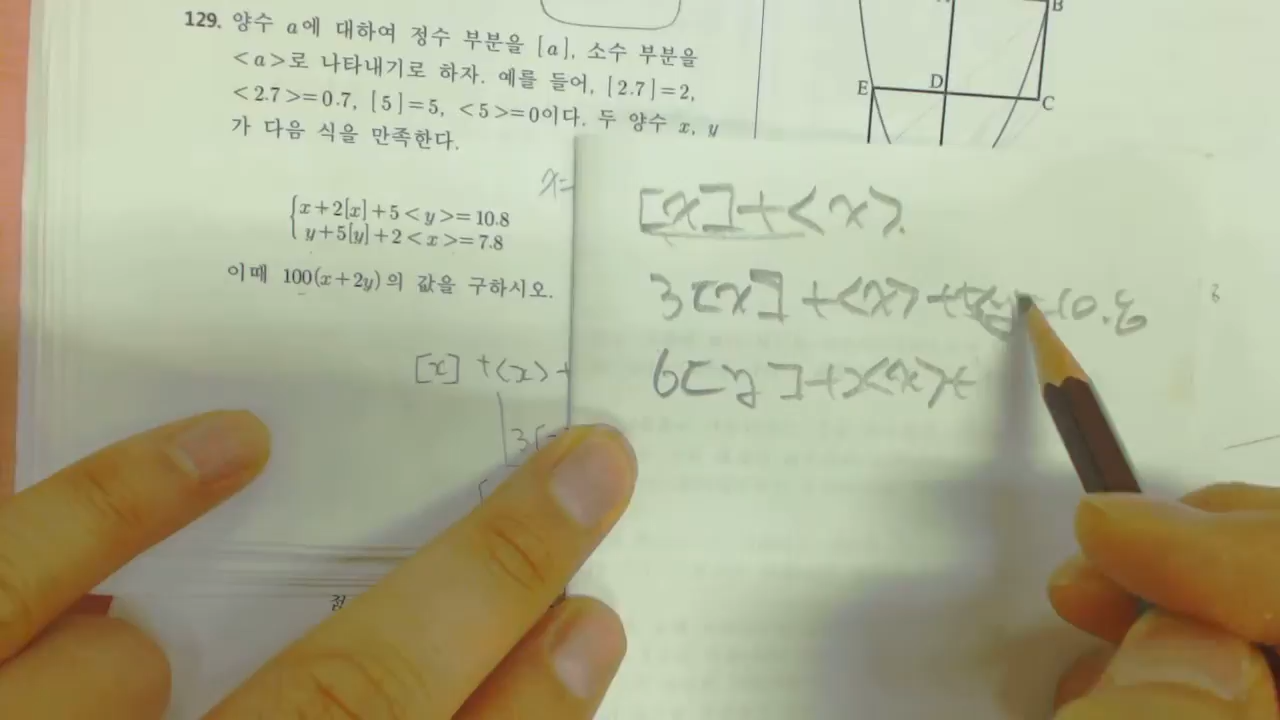 129. 양수 a에 대하여 정수 부분을 [a], 소수 부분을
<a>로 나타내기로 하자. 예를 들어, [2.7]=2,
<2.7>=0.7, [5]=5, <5>=0이다. 두 양수 x, y
가 다음 식을 만족한다.
x+2[x]+5<y>=10.8
y+5[y]+2<x>=7.8
이때 100(x+2y)의 값을 구하시오.
x=
[x] +<x>+
3[
[
[x]+<x>
3[x]+<x>+5<y>=10.8
6[y]+2<x>+
B
E
D
C
점